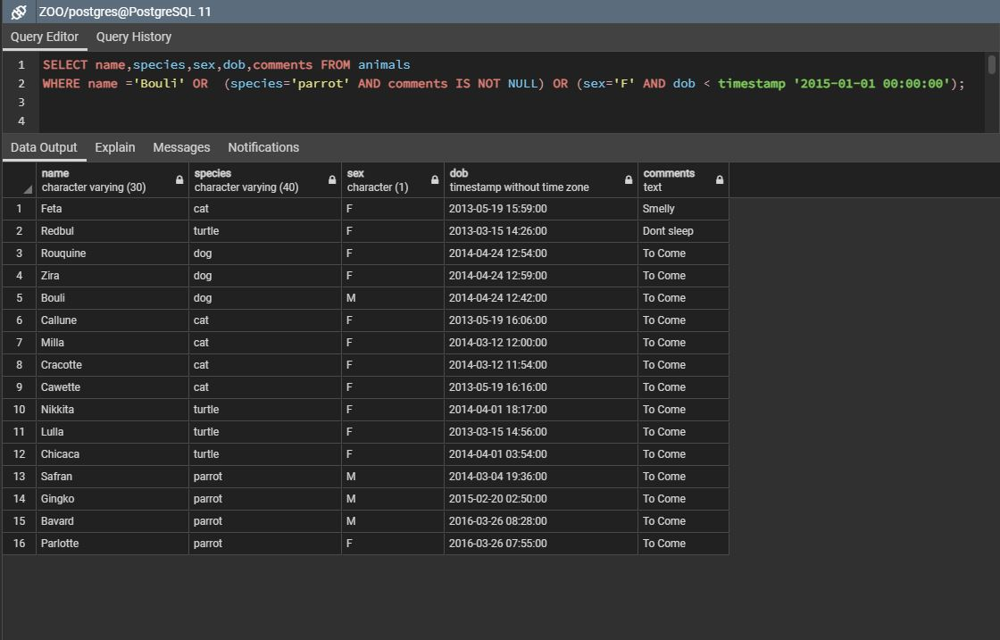 ZOO/postgres@PostgreSQL 11
Query Editor Query History
1 SELECT name,species,sex,dob,comments FROM animals
2 WHERE name ='Bouli' OR  (species='parrot' AND comments IS NOT NULL) OR (sex='F' AND dob < timestamp '2015-01-01 00:00:00');
3
4
Data Output Explain Messages Notifications
name species sex dob comments
character varying (30) character varying (40) character (1) timestamp without time zone text
1 Feta cat F 2013-05-19 15:59:00 Smelly
2 Redbul turtle F 2013-03-15 14:26:00 Dont sleep
3 Rouquine dog F 2014-04-24 12:54:00 To Come
4 Zira dog F 2014-04-24 12:59:00 To Come
5 Bouli dog M 2014-04-24 12:42:00 To Come
6 Callune cat F 2013-05-19 16:06:00 To Come
7 Milla cat F 2014-03-12 12:00:00 To Come
8 Cracotte cat F 2014-03-12 11:54:00 To Come
9 Cawette cat F 2013-05-19 16:16:00 To Come
10 Nikkita turtle F 2014-04-01 18:17:00 To Come
11 Lulla turtle F 2013-03-15 14:56:00 To Come
12 Chicaca turtle F 2014-04-01 03:54:00 To Come
13 Safran parrot M 2014-03-04 19:36:00 To Come
14 Gingko parrot M 2015-02-20 02:50:00 To Come
15 Bavard parrot M 2016-03-26 08:28:00 To Come
16 Parlotte parrot F 2016-03-26 07:55:00 To Come